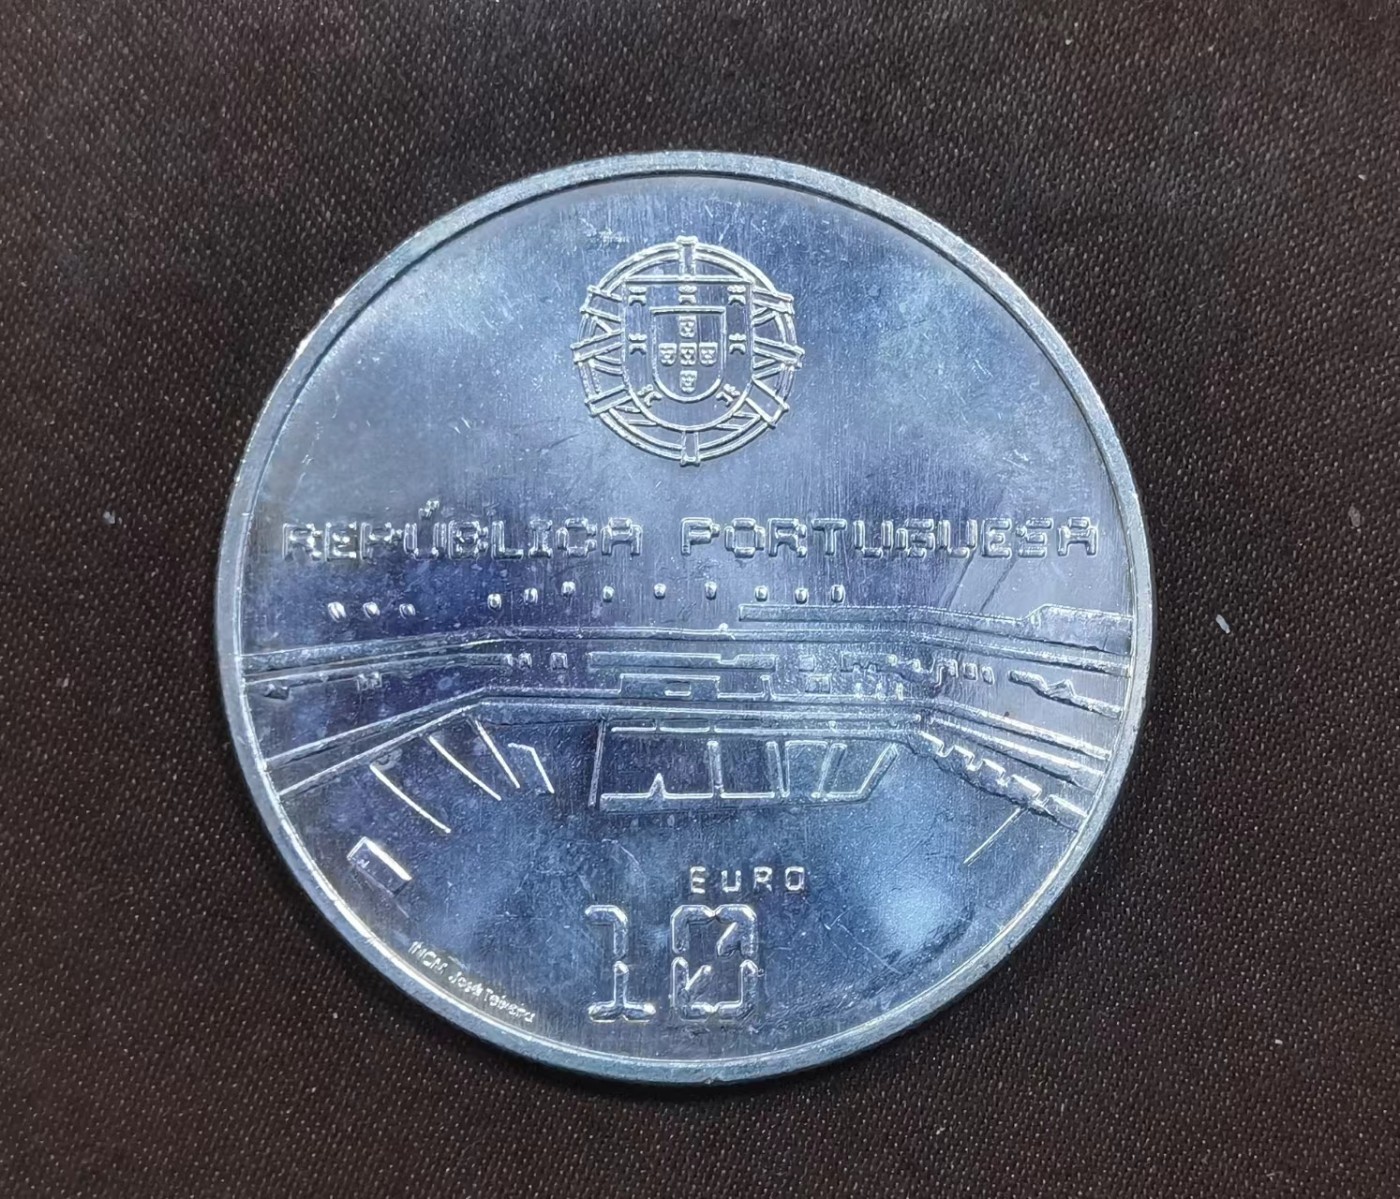 REPÚBLICA PORTUGUESA
EURO
10
INCM José Teixeira